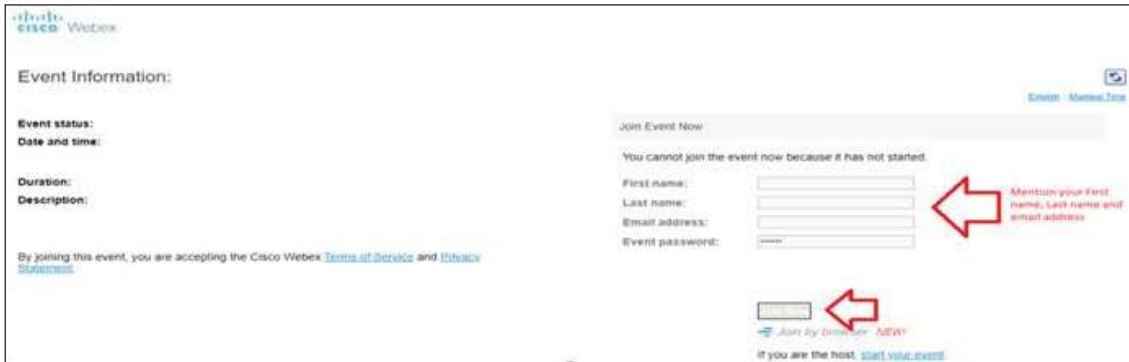 cisco Webex
Event Information:
English : Mumbai Time
Event status:
Date and time:
Duration:
Description:
By joining this event, you are accepting the Cisco Webex Terms of Service and Privacy
Statement
Join Event Now
You cannot join the event now because it has not started.
First name:
Last name:
Email address:
Event password:
Mention your First
name, Last name and
email address
Join by browser NEW!
If you are the host, start your event.